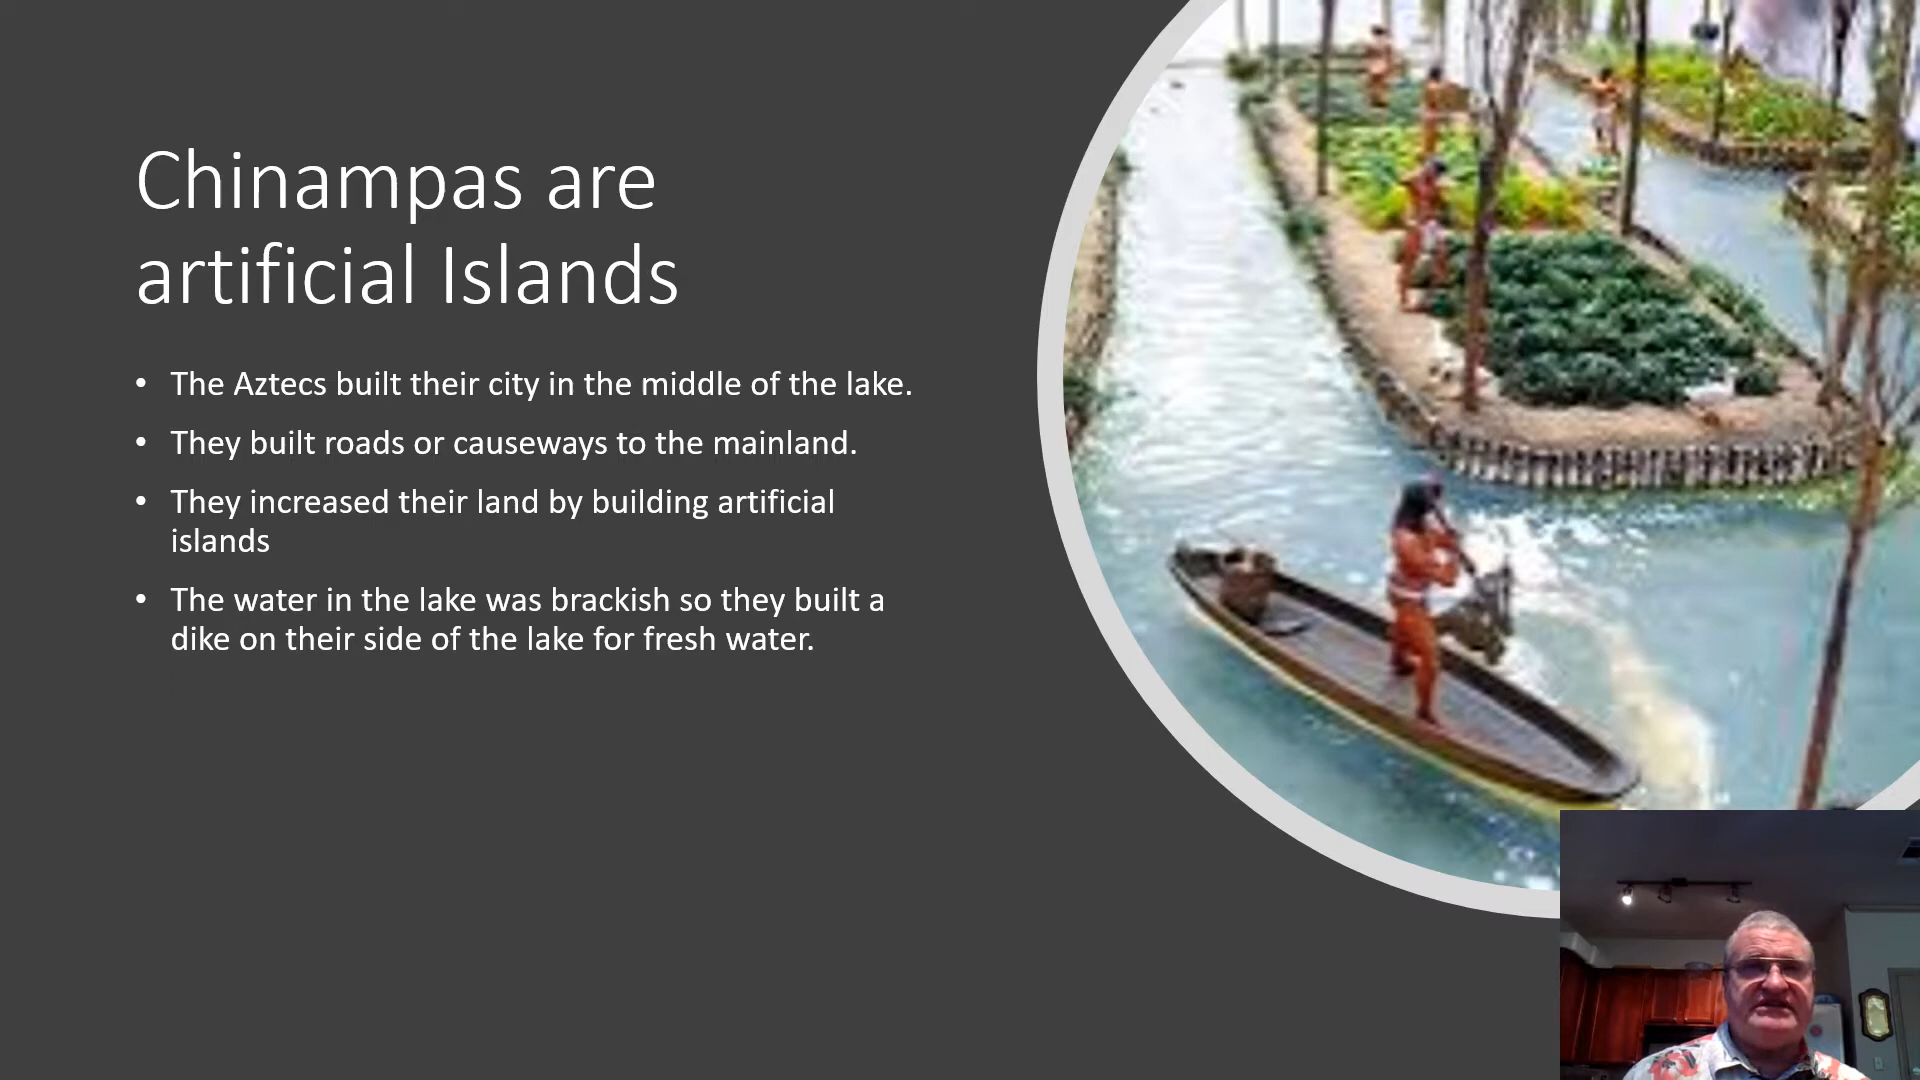 Chinampas are
artificial Islands
• The Aztecs built their city in the middle of the lake.
• They built roads or causeways to the mainland.
• They increased their land by building artificial
islands
• The water in the lake was brackish so they built a
dike on their side of the lake for fresh water.